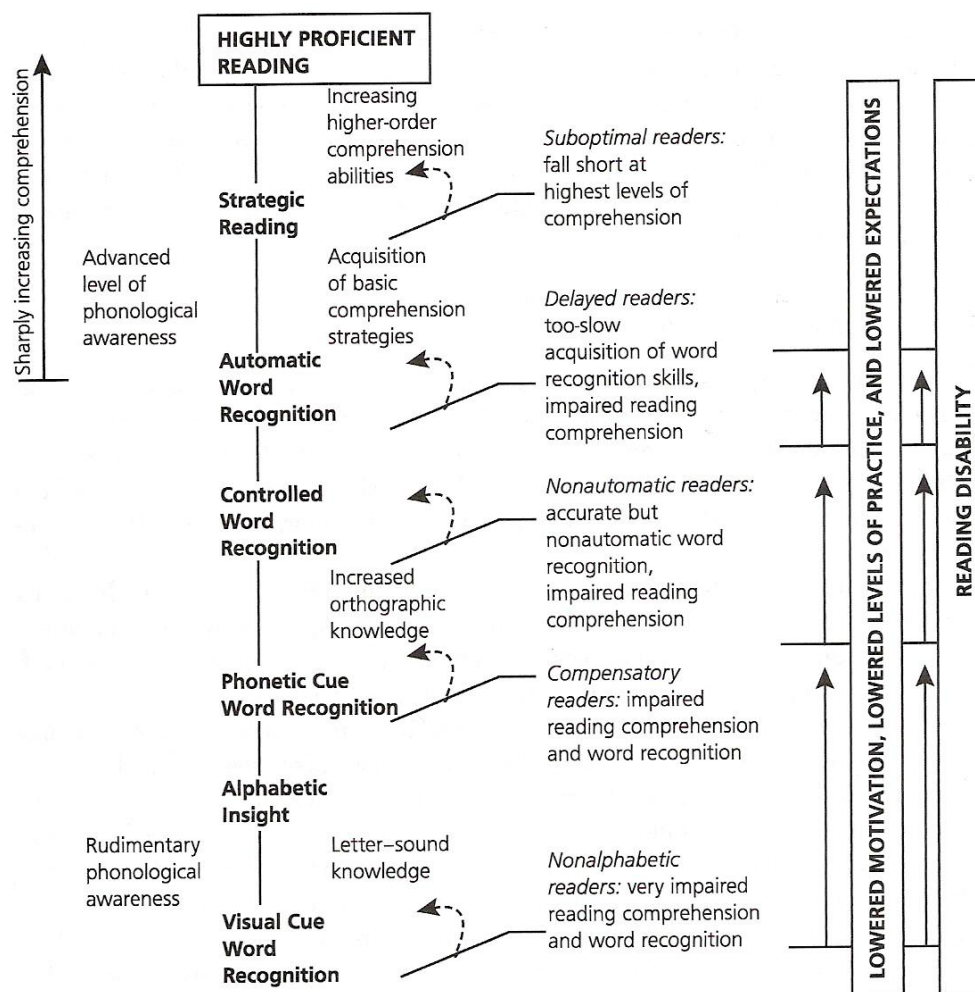 HIGHLY PROFICIENT
READING
Sharply increasing comprehension
Increasing
higher-order
comprehension
abilities
Suboptimal readers:
fall short at
highest levels of
comprehension
Strategic
Reading
Advanced
level of
phonological
awareness
Acquisition
of basic
comprehension
strategies
Delayed readers:
too-slow
acquisition of word
recognition skills,
impaired reading
comprehension
Automatic
Word
Recognition
Controlled
Word
Recognition
Nonautomatic readers:
accurate but
nonautomatic word
recognition,
impaired reading
comprehension
Increased
orthographic
knowledge
Phonetic Cue
Word Recognition
Compensatory
readers: impaired
reading comprehension
and word recognition
Alphabetic
Insight
Rudimentary
phonological
awareness
Letter–sound
knowledge
Nonalphabetic
readers: very impaired
reading comprehension
and word recognition
Visual Cue
Word
Recognition
LOWERED MOTIVATION, LOWERED LEVELS OF PRACTICE, AND LOWERED EXPECTATIONS
READING DISABILITY